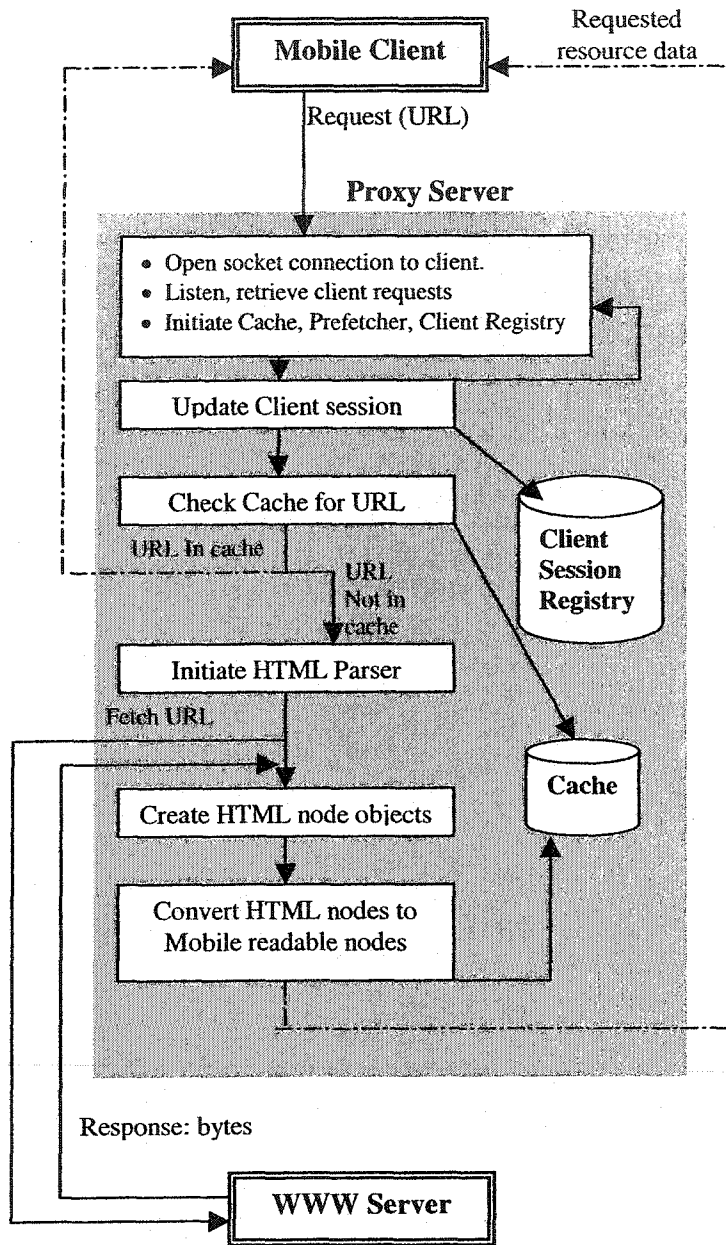 Requested
resource data
Mobile Client
Request (URL)
Proxy Server
• Open socket connection to client.
• Listen, retrieve client requests
• Initiate Cache, Prefetcher, Client Registry
Update Client session
Check Cache for URL
URL In cache
URL
Not in
cache
Client
Session
Registry
Initiate HTML Parser
Fetch URL
Cache
Create HTML node objects
Convert HTML nodes to
Mobile readable nodes
Response: bytes
WWW Server